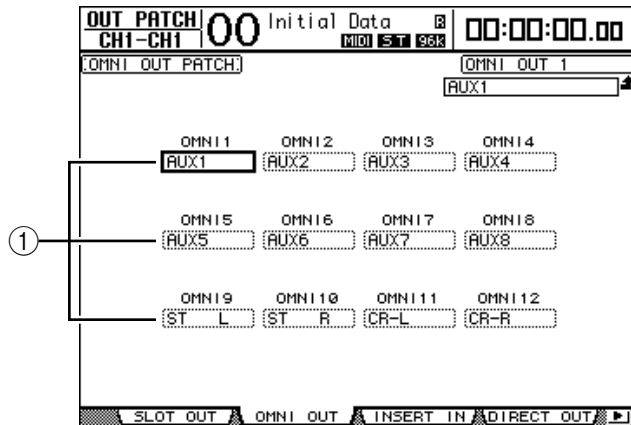 OUT PATCH 00 Initial Data R 00:00:00.00
CH1-CH1 MIDI ST 96k
OMNI OUT PATCH OMNI OUT 1
AUX1
OMNI1 OMNI2 OMNI3 OMNI4
AUX1 AUX2 AUX3 AUX4
OMNI5 OMNI6 OMNI7 OMNI8
① AUX5 AUX6 AUX7 AUX8
OMNI9 OMNI10 OMNI11 OMNI12
ST L ST R CR-L CR-R
SLOT OUT OMNI OUT INSERT IN DIRECT OUT